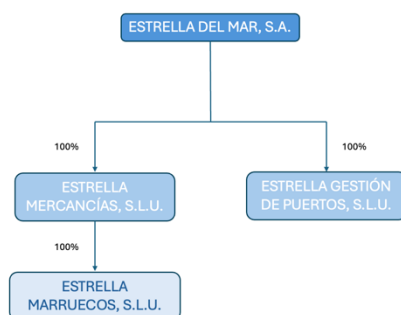 ESTRELLA DEL MAR, S.A.
100%
100%
ESTRELLA
MERCANCÍAS, S.L.U.
ESTRELLA GESTIÓN
DE PUERTOS, S.L.U.
100%
ESTRELLA
MARRUECOS, S.L.U.